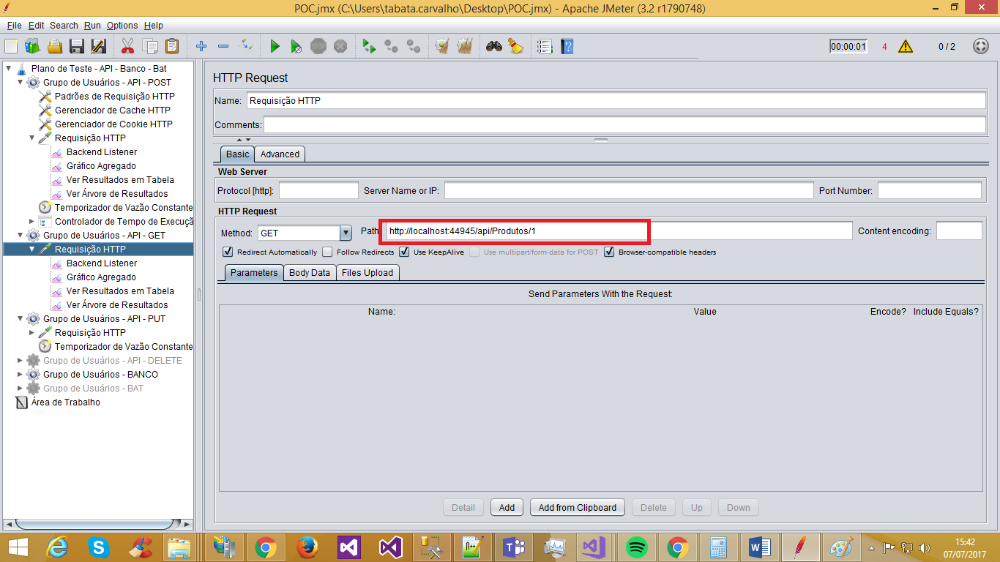 POC.jmx (C:\Users\tabata.carvalho\Desktop\POC.jmx) - Apache JMeter (3.2 r1790748)
File Edit Search Run Options Help
STOP
00:00:01 4 0 / 2
Plano de Teste - API - Banco - Bat
Grupo de Usuários - API - POST
Padrões de Requisição HTTP
Gerenciador de Cache HTTP
Gerenciador de Cookie HTTP
Requisição HTTP
Backend Listener
Gráfico Agregado
Ver Resultados em Tabela
Ver Árvore de Resultados
Temporizador de Vazão Constante
Controlador de Tempo de Execuçã
Grupo de Usuários - API - GET
Requisição HTTP
Backend Listener
Gráfico Agregado
Ver Resultados em Tabela
Ver Árvore de Resultados
Grupo de Usuários - API - PUT
Requisição HTTP
Temporizador de Vazão Constante
Grupo de Usuários - API - DELETE
Grupo de Usuários - BANCO
Grupo de Usuários - BAT
Área de Trabalho
HTTP Request
Name: Requisição HTTP
Comments:
Basic Advanced
Web Server
Protocol [http]: Server Name or IP: Port Number:
HTTP Request
Method: GET Path http://localhost:44945/api/Produtos/1 Content encoding:
Redirect Automatically Follow Redirects Use KeepAlive Use multipart/form-data for POST Browser-compatible headers
Parameters Body Data Files Upload
Send Parameters With the Request:
Name: Value Encode? Include Equals?
Detail Add Add from Clipboard Delete Up Down
15:42
07/07/2017